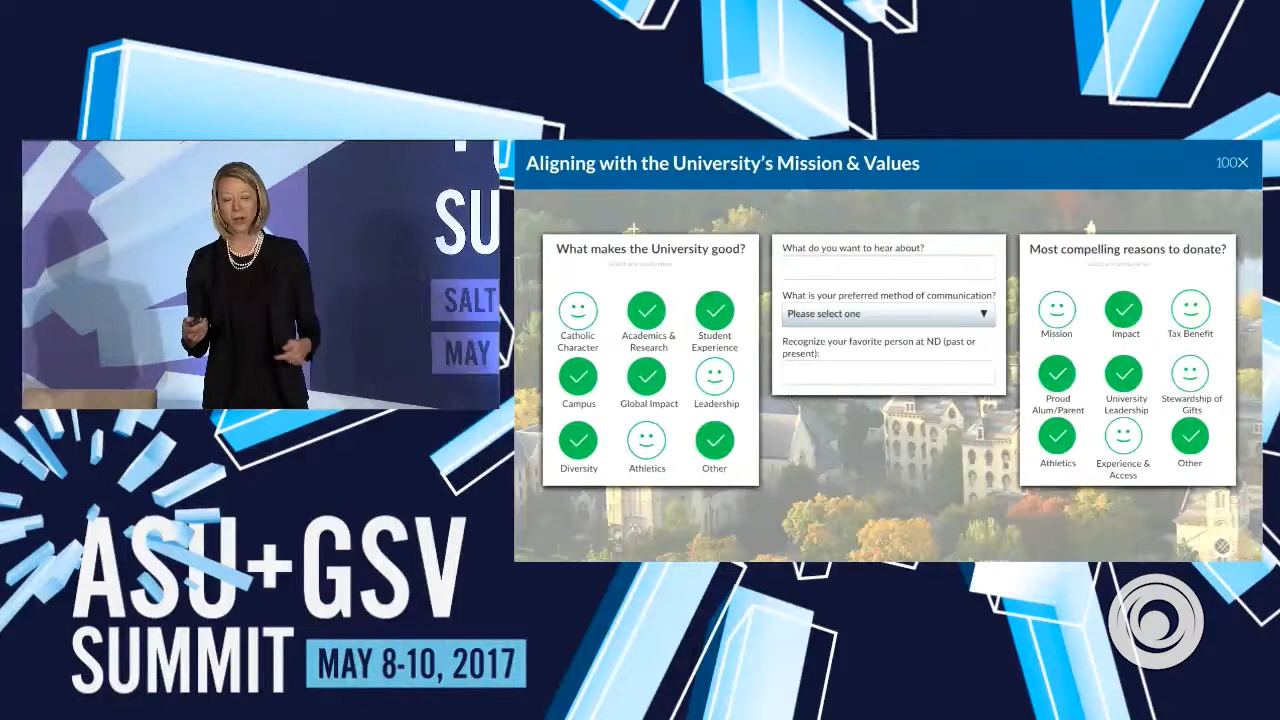 SU
SALT
MAY
Aligning with the University's Mission & Values
100X
What makes the University good?
Catholic
Character
Academics &
Research
Student
Experience
Campus
Global Impact
Leadership
Diversity
Athletics
Other
What do you want to hear about?
What is your preferred method of communication?
Please select one
Recognize your favorite person at ND (past or
present):
Most compelling reasons to donate?
Mission
Impact
Tax Benefit
Proud
Alum/Parent
University
Leadership
Stewardship of
Gifts
Athletics
Experience &
Access
Other
ASU+GSV
SUMMIT
MAY 8-10, 2017